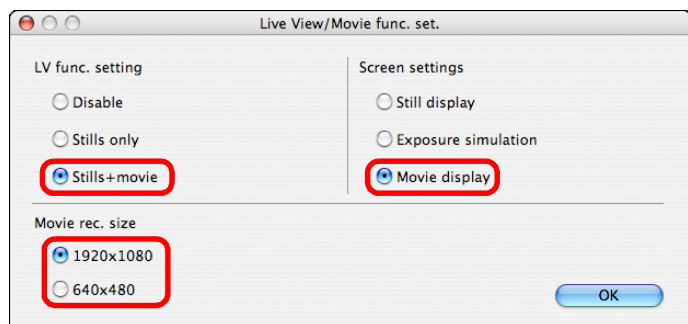 Live View/Movie func. set.
LV func. setting
Disable
Stills only
Stills+movie
Screen settings
Still display
Exposure simulation
Movie display
Movie rec. size
1920x1080
640x480
OK